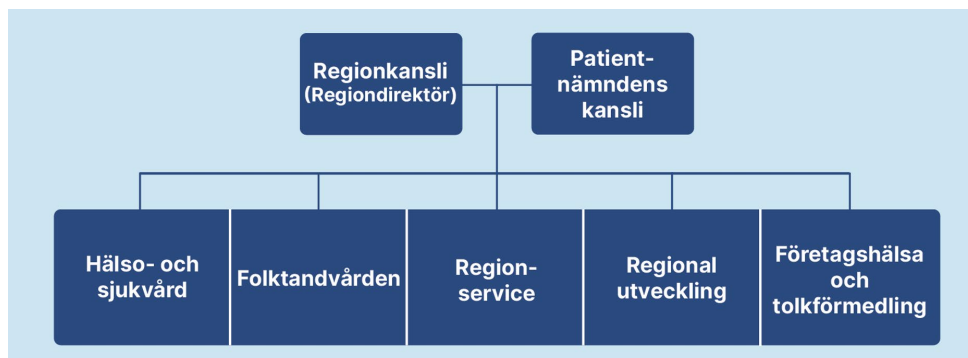 Regionkansli
(Regiondirektör)
Patient-
nämndens
kansli
Hälso- och
sjukvård
Folktandvården
Region-
service
Regional
utveckling
Företagshälsa
och
tolkförmedling